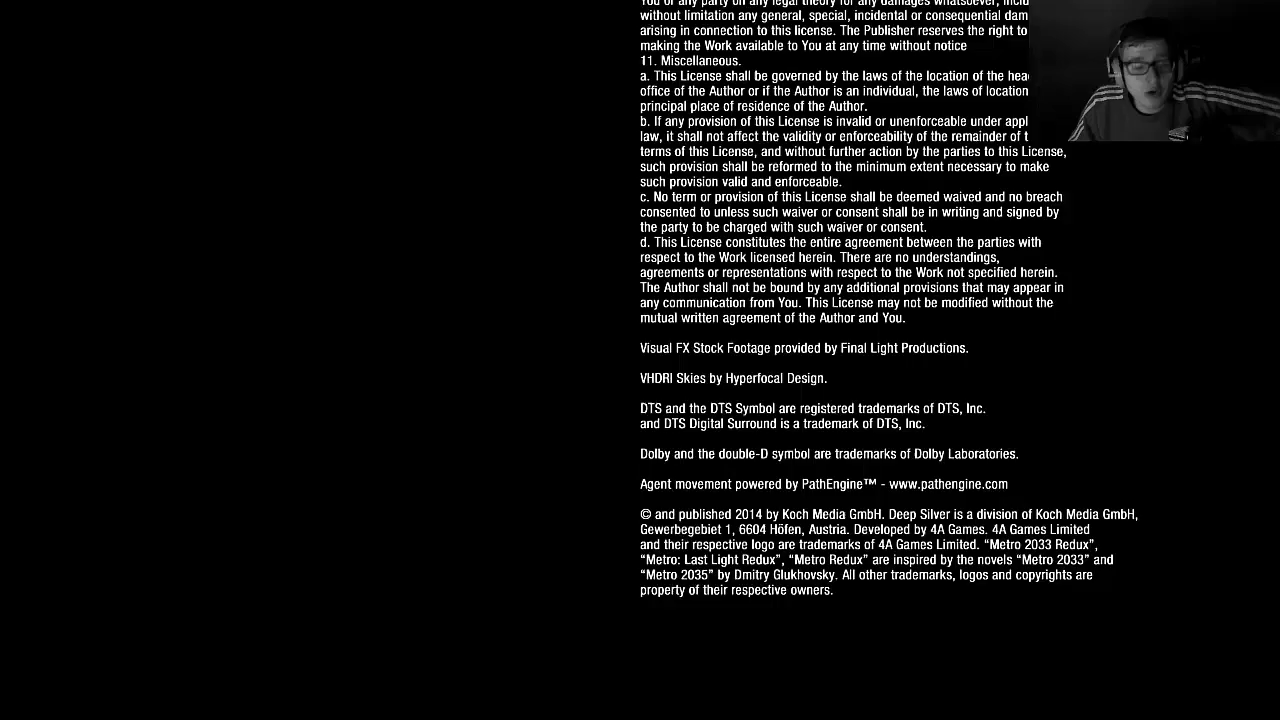 You or any party on any legal theory for any damages whatsoever, inclu
without limitation any general, special, incidental or consequential dam
arising in connection to this license. The Publisher reserves the right to
making the Work available to You at any time without notice
11. Miscellaneous.
a. This License shall be governed by the laws of the location of the hea
office of the Author or if the Author is an individual, the laws of location
principal place of residence of the Author.
b. If any provision of this License is invalid or unenforceable under appl
law, it shall not affect the validity or enforceability of the remainder of t
terms of this License, and without further action by the parties to this License,
such provision shall be reformed to the minimum extent necessary to make
such provision valid and enforceable.
c. No term or provision of this License shall be deemed waived and no breach
consented to unless such waiver or consent shall be in writing and signed by
the party to be charged with such waiver or consent.
d. This License constitutes the entire agreement between the parties with
respect to the Work licensed herein. There are no understandings,
agreements or representations with respect to the Work not specified herein.
The Author shall not be bound by any additional provisions that may appear in
any communication from You. This License may not be modified without the
mutual written agreement of the Author and You.
Visual FX Stock Footage provided by Final Light Productions.
VHDRI Skies by Hyperfocal Design.
DTS and the DTS Symbol are registered trademarks of DTS, Inc.
and DTS Digital Surround is a trademark of DTS, Inc.
Dolby and the double-D symbol are trademarks of Dolby Laboratories.
Agent movement powered by PathEngine™ - www.pathengine.com
© and published 2014 by Koch Media GmbH. Deep Silver is a division of Koch Media GmbH,
Gewerbegebiet 1, 6604 Höfen, Austria. Developed by 4A Games. 4A Games Limited
and their respective logo are trademarks of 4A Games Limited. “Metro 2033 Redux”,
“Metro: Last Light Redux”, “Metro Redux” are inspired by the novels “Metro 2033” and
“Metro 2035” by Dmitry Glukhovsky. All other trademarks, logos and copyrights are
property of their respective owners.